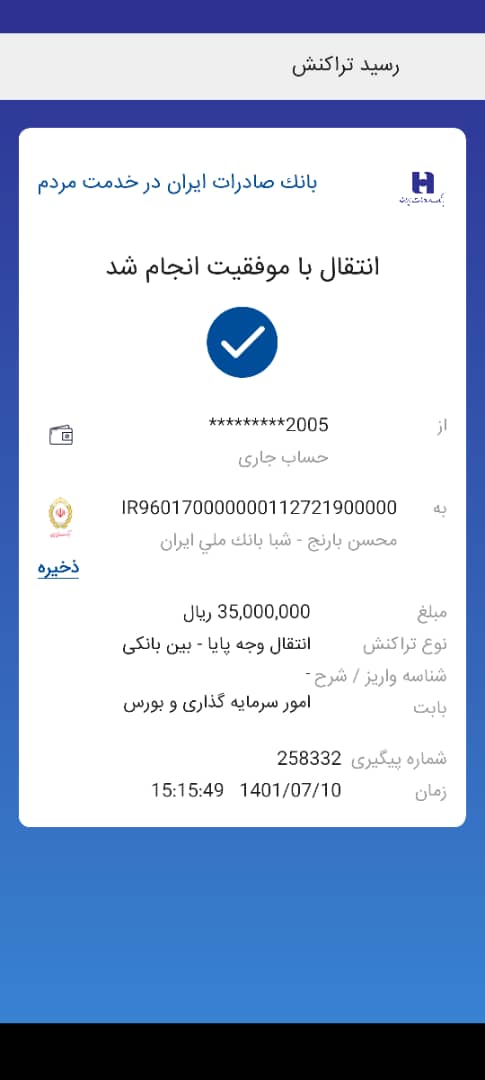 رسید تراکنش
بانك صادرات ایران در خدمت مردم
انتقال با موفقیت انجام شد
از *********2005
حساب جاری
به IR960170000000112721900000
محسن بارنج - شبا بانك ملي ایران
ذخیره
مبلغ 35,000,000 ریال
نوع تراکنش انتقال وجه پایا - بین بانکی
شناسه واریز / شرح -
بابت امور سرمایه گذاری و بورس
شماره پیگیری 258332
زمان 1401/07/10 15:15:49